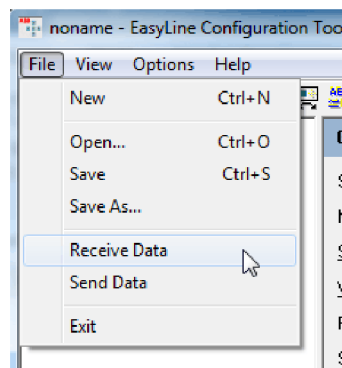 noname - EasyLine Configuration Too
File View Options Help
New Ctrl+N
Open... Ctrl+O
Save Ctrl+S
Save As...
Receive Data
Send Data
Exit